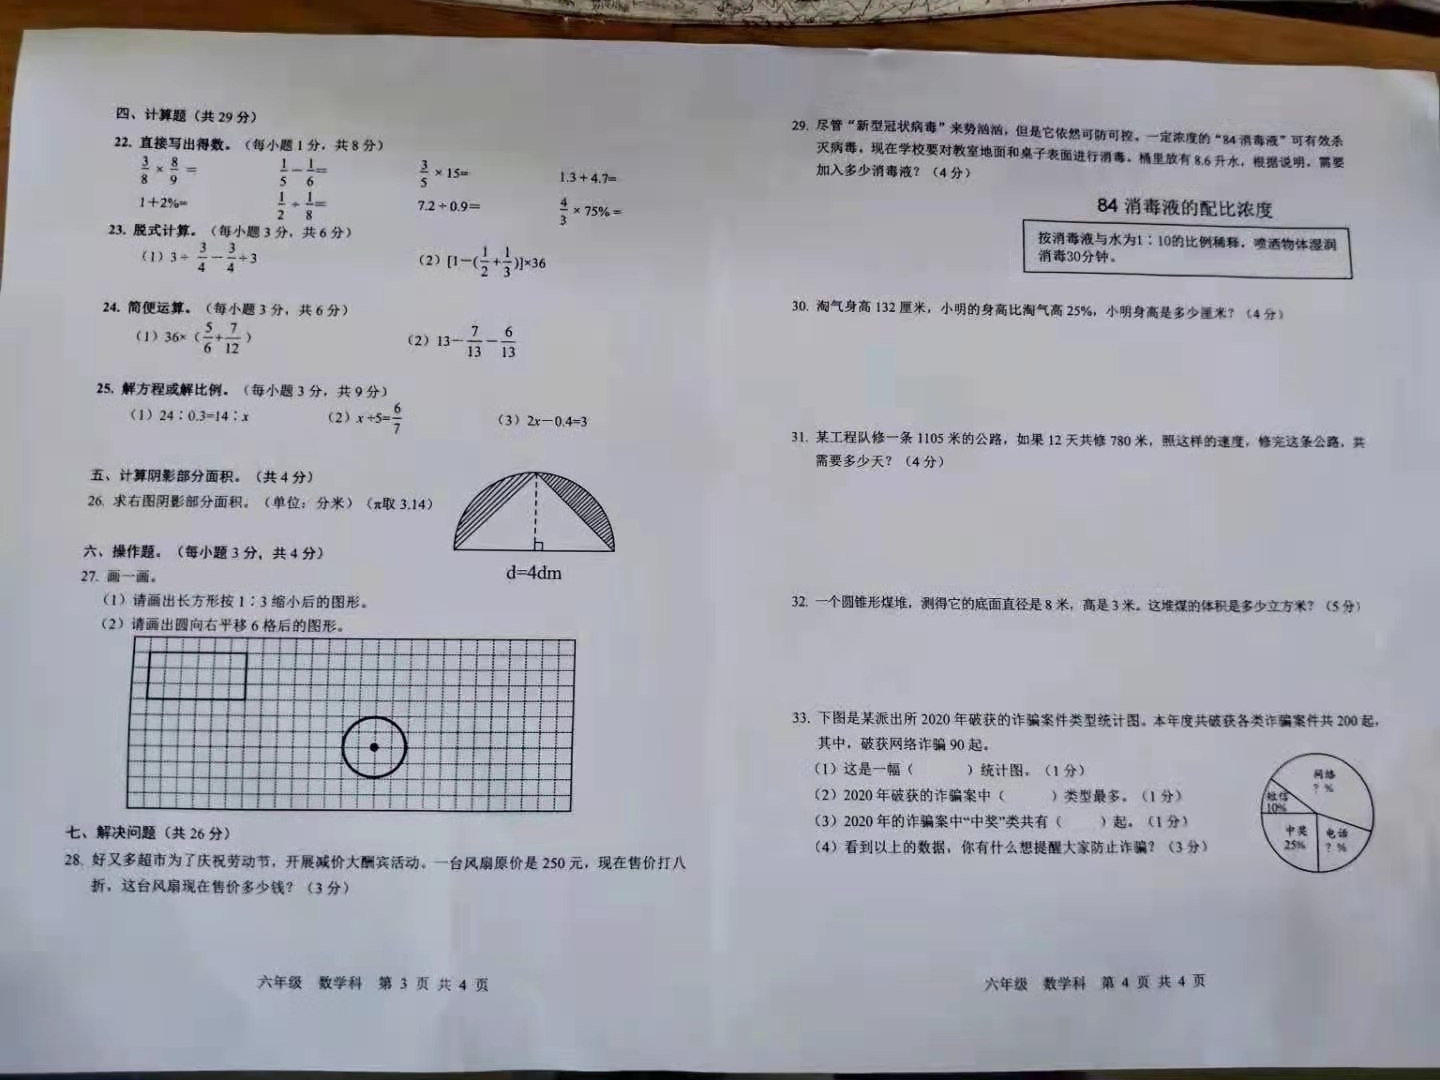 四、计算题（共 29 分）
22. 直接写出得数。（每小题 1 分，共 8 分）
3/8 × 8/9 = 1/5 − 1/6 = 3/5 × 15= 1.3 + 4.7=
1＋2%= 1/2 ÷ 1/8 = 7.2 ÷ 0.9＝ 4/3 × 75% =
23. 脱式计算。（每小题 3 分，共 6 分）
（1）3÷ 3/4 − 3/4 ÷3 （2）[1－(1/2 + 1/3)]×36
24. 简便运算。（每小题 3 分，共 6 分）
（1）36×（5/6 + 7/12） （2）13－ 7/13 － 6/13
25. 解方程或解比例。（每小题 3 分，共 9 分）
（1）24∶0.3=14∶x （2）x ÷5= 6/7 （3）2x－0.4=3
五、计算阴影部分面积。（共 4 分）
26. 求右图阴影部分面积。（单位：分米）（π取 3.14）
d=4dm
六、操作题。（每小题 3 分，共 4 分）
27. 画一画。
（1）请画出长方形按 1∶3 缩小后的图形。
（2）请画出圆向右平移 6 格后的图形。
七、解决问题（共 26 分）
28. 好又多超市为了庆祝劳动节，开展减价大酬宾活动。一台风扇原价是 250 元，现在售价打八
折，这台风扇现在售价多少钱？（3 分）
六年级 数学科 第 3 页 共 4 页
29. 尽管“新型冠状病毒”来势汹汹，但是它依然可防可控。一定浓度的“84 消毒液”可有效杀
灭病毒，现在学校要对教室地面和桌子表面进行消毒，桶里放有 8.6 升水，根据说明，需要
加入多少消毒液？（4 分）
84 消毒液的配比浓度
按消毒液与水为1∶10的比例稀释，喷洒物体湿润
消毒30分钟。
30. 淘气身高 132 厘米，小明的身高比淘气高 25%，小明身高是多少厘米？（4 分）
31. 某工程队修一条 1105 米的公路，如果 12 天共修 780 米，照这样的速度，修完这条公路，共
需要多少天？（4 分）
32. 一个圆锥形煤堆，测得它的底面直径是 8 米，高是 3 米。这堆煤的体积是多少立方米？（5 分）
33. 下图是某派出所 2020 年破获的诈骗案件类型统计图。本年度共破获各类诈骗案件共 200 起，
其中，破获网络诈骗 90 起。
（1）这是一幅（ ）统计图。（1 分）
（2）2020 年破获的诈骗案中（ ）类型最多。（1 分）
（3）2020 年的诈骗案中“中奖”类共有（ ）起。（1 分）
（4）看到以上的数据，你有什么想提醒大家防止诈骗？（3 分）
网络
？%
短信
10%
中奖
25%
电话
？%
六年级 数学科 第 4 页 共 4 页